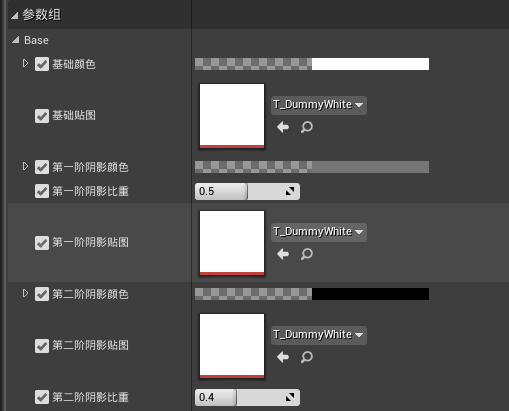 参数组
Base
基础颜色
基础贴图
T_DummyWhite
第一阶阴影颜色
第一阶阴影比重
0.5
第一阶阴影贴图
T_DummyWhite
第二阶阴影颜色
第二阶阴影贴图
T_DummyWhite
第二阶阴影比重
0.4